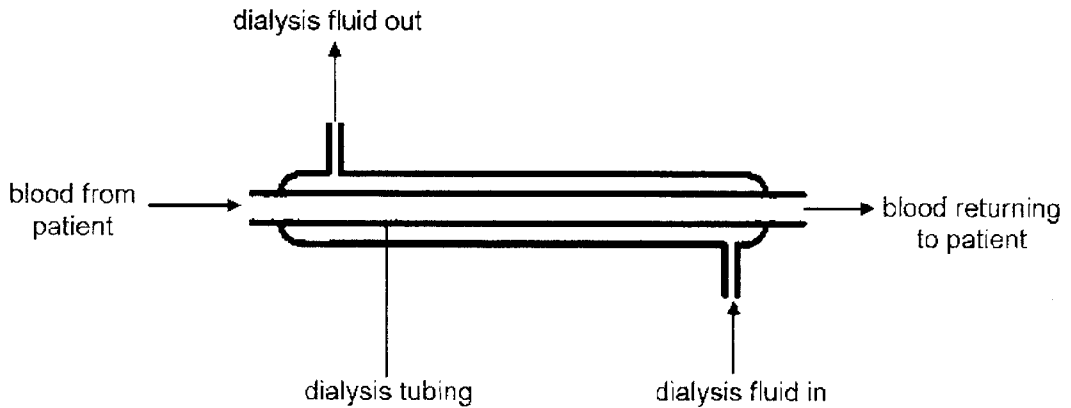 dialysis fluid out
blood from
patient
blood returning
to patient
dialysis tubing
dialysis fluid in